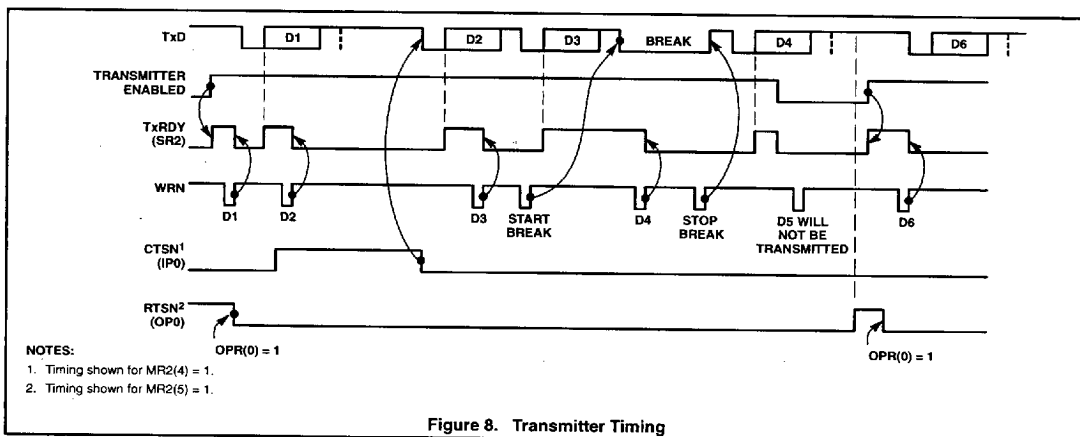 TxD
D1
D2
D3
BREAK
D4
D6
TRANSMITTER
ENABLED
TxRDY
(SR2)
WRN
D1
D2
D3
START
BREAK
D4
STOP
BREAK
D5 WILL
NOT BE
TRANSMITTED
D6
CTSN1
(IP0)
RTSN2
(OP0)
OPR(0) = 1
OPR(0) = 1
NOTES:
1. Timing shown for MR2(4) = 1.
2. Timing shown for MR2(5) = 1.
Figure 8. Transmitter Timing